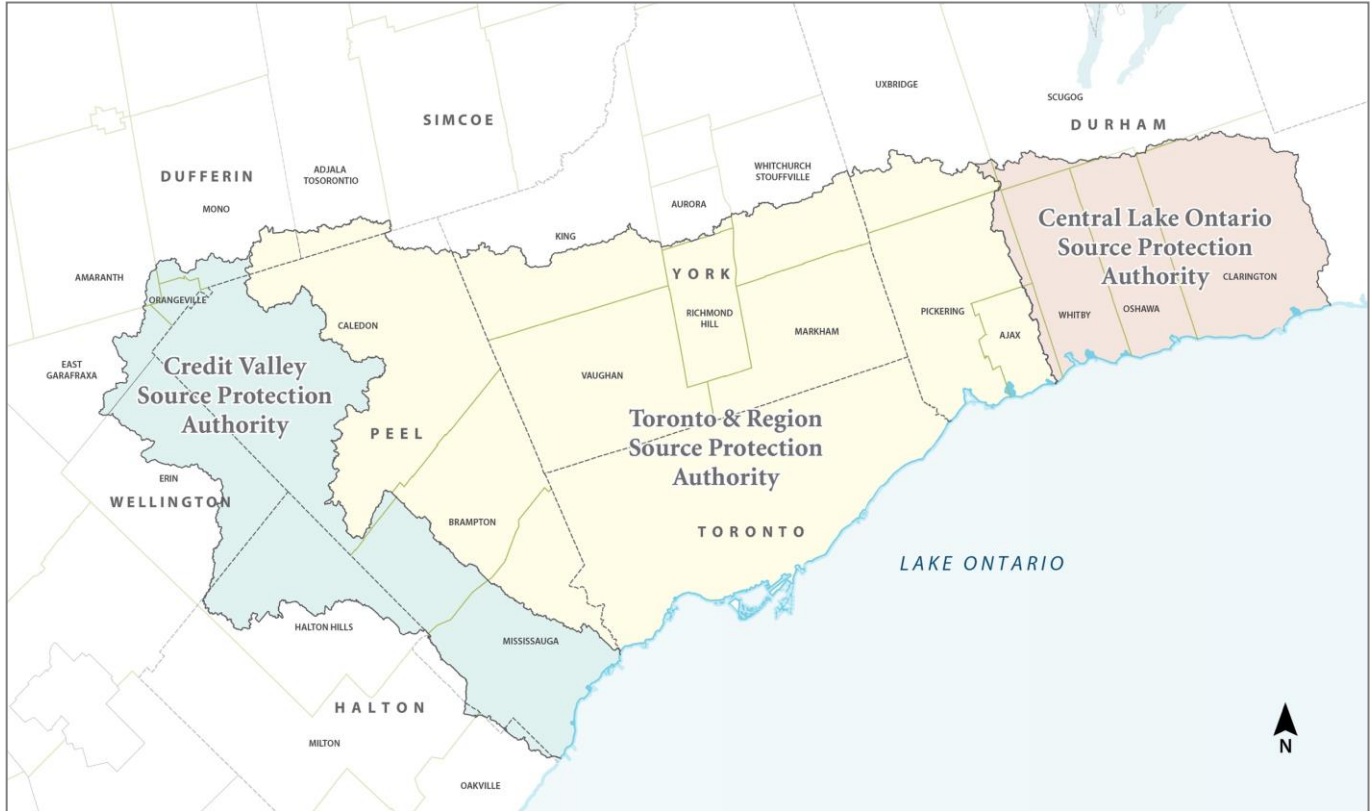 UXBRIDGE
SCUGOG
SIMCOE
DURHAM
DUFFERIN
ADJALA
TOSORONTIO
WHITCHURCH
STOUFFVILLE
MONO
AURORA
KING
Central Lake Ontario
Source Protection
Authority
AMARANTH
YORK
CLARINGTON
ORANGEVILLE
RICHMOND
HILL
PICKERING
WHITBY
OSHAWA
CALEDON
MARKHAM
AJAX
EAST
GARAFRAXA
Credit Valley
Source Protection
Authority
VAUGHAN
Toronto & Region
Source Protection
Authority
PEEL
ERIN
WELLINGTON
BRAMPTON
TORONTO
LAKE ONTARIO
HALTON HILLS
MISSISSAUGA
HALTON
MILTON
OAKVILLE
N